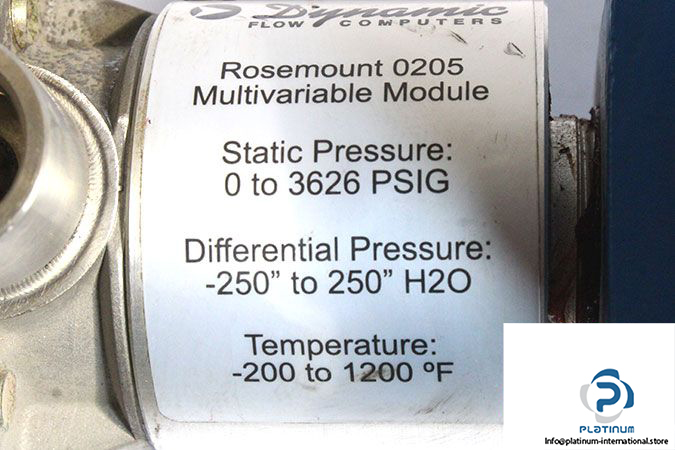 Dynamic
FLOW COMPUTERS
Rosemount 0205
Multivariable Module
Static Pressure:
0 to 3626 PSIG
Differential Pressure:
-250” to 250” H2O
Temperature:
-200 to 1200 ºF
PLATINUM
Info@platinum-international.store